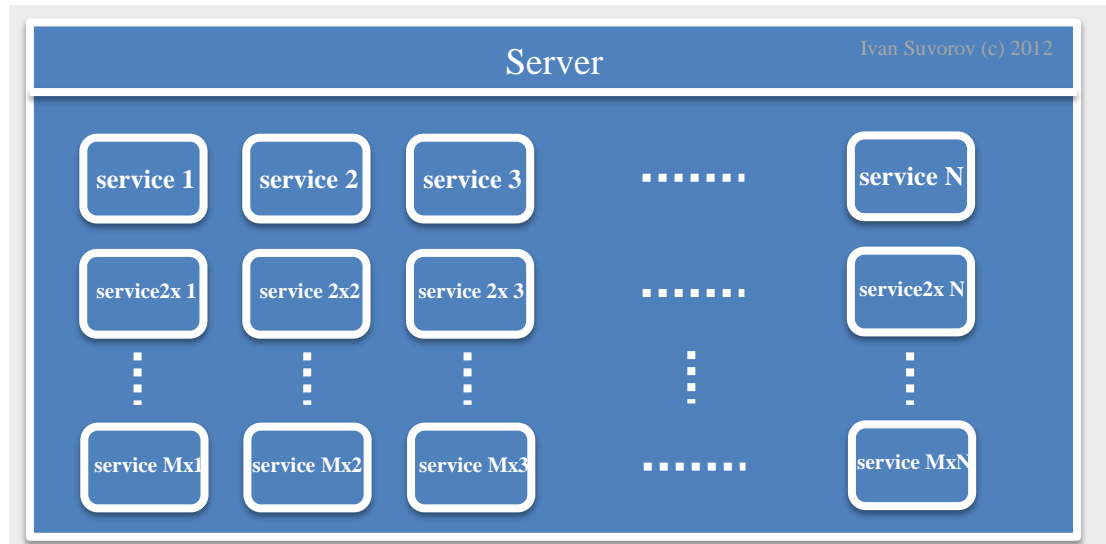 Server
Ivan Suvorov (c) 2012
service 1
service 2
service 3
service N
service2x 1
service 2x2
service 2x 3
service2x N
service Mx1
service Mx2
service Mx3
service MxN